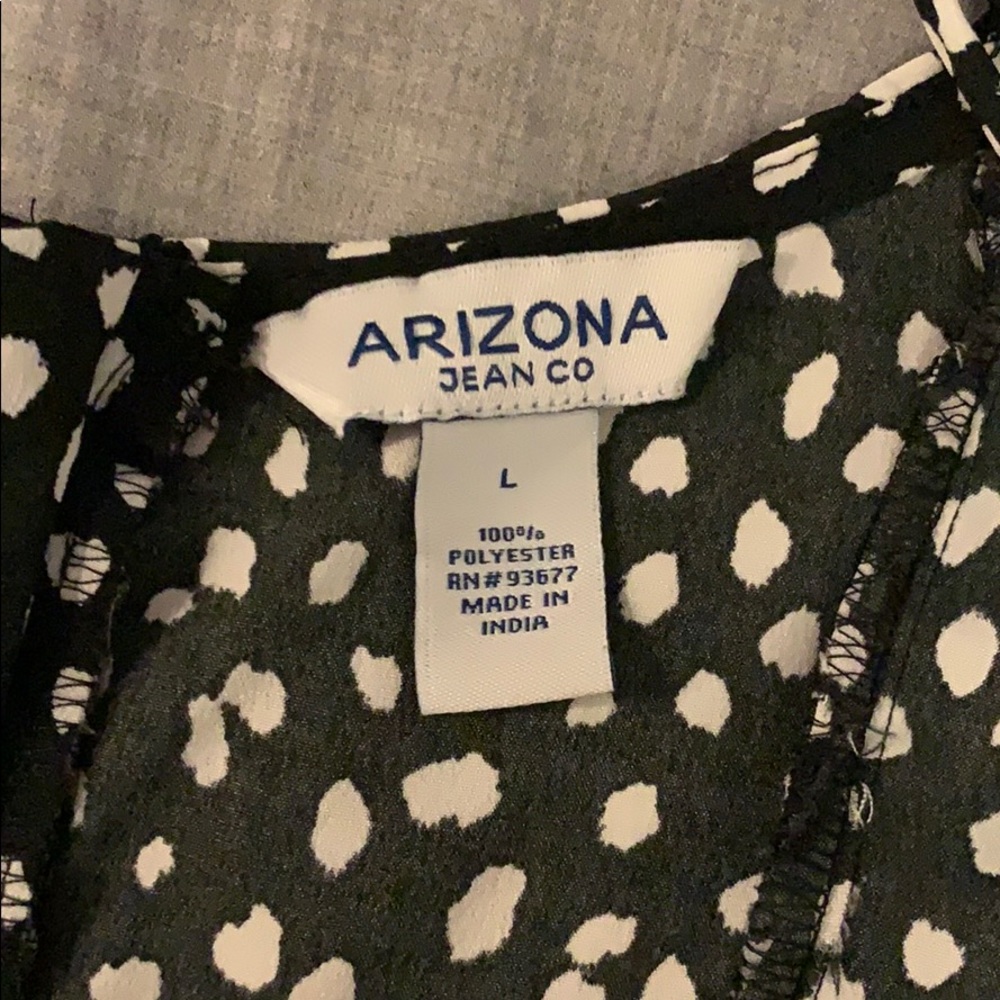 ARIZONA
JEAN CO
L
100%
POLYESTER
RN#93677
MADE IN
INDIA